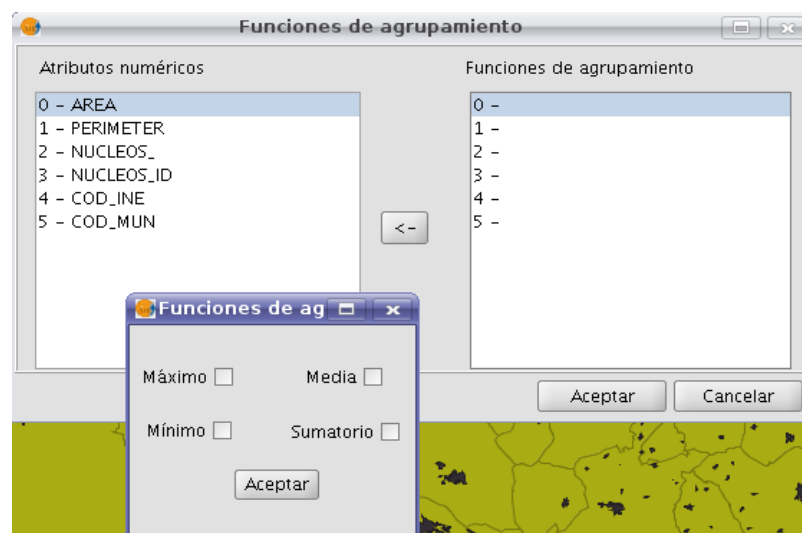 Funciones de agrupamiento
Atributos numéricos
Funciones de agrupamiento
0 - AREA
1 - PERIMETER
2 - NUCLEOS_
3 - NUCLEOS_ID
4 - COD_INE
5 - COD_MUN
<-
0 -
1 -
2 -
3 -
4 -
5 -
Funciones de ag
Máximo
Media
Mínimo
Sumatorio
Aceptar
Aceptar
Cancelar